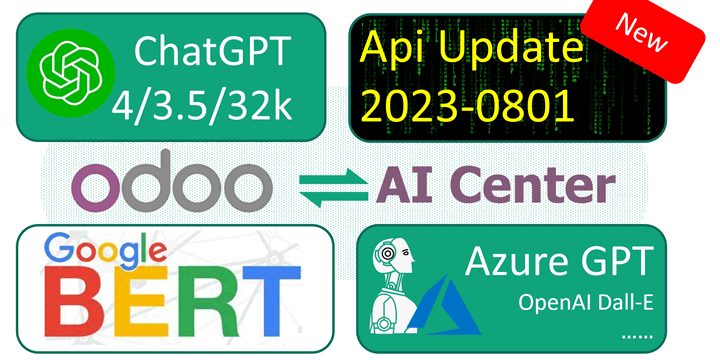 ChatGPT
4/3.5/32k
Api Update
2023-0801
New
odoo
AI Center
Google
BERT
Azure GPT
OpenAI Dall-E
......